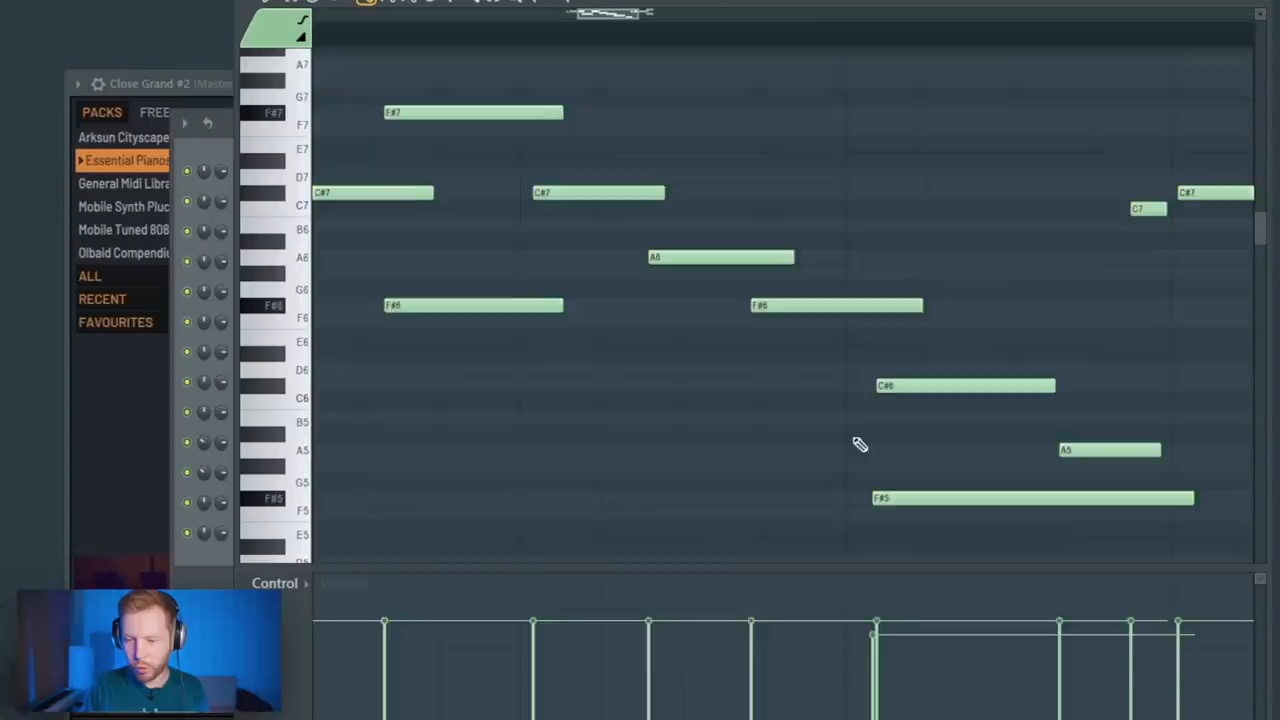 A7
G7
F#7
F#7
F7
E7
D7
C#7
C#7
C#7
C7
C7
B6
A6
A6
G6
F#6
F#6
F#6
F6
E6
D6
C#6
C6
B5
A5
A5
G5
F#5
F#5
F5
E5
Close Grand #2
PACKS FREE
Arksun Cityscape
Essential Pianos
General Midi Libra
Mobile Synth Pluc
Mobile Tuned 808
Olbaid Compendiu
ALL
RECENT
FAVOURITES
Control